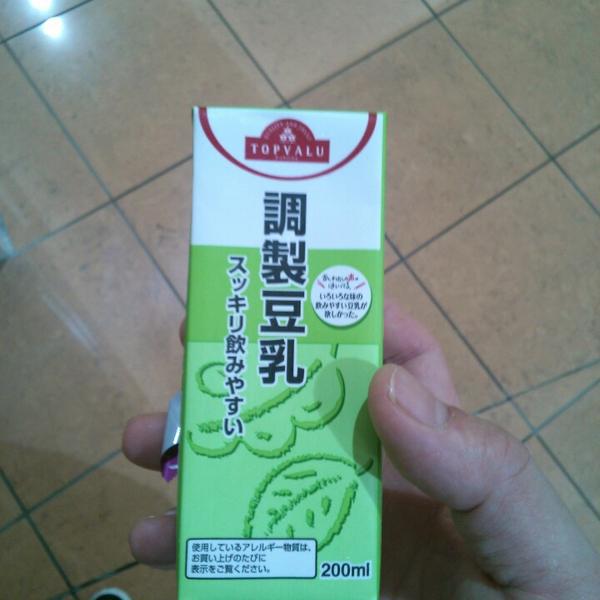 TOPVALU
調製豆乳
スッキリ飲みやすい
いろいろな味の
飲みやすい豆乳が
欲しかった。
使用しているアレルギー物質は、
お買い上げのたびに
表示をご覧ください。
200ml